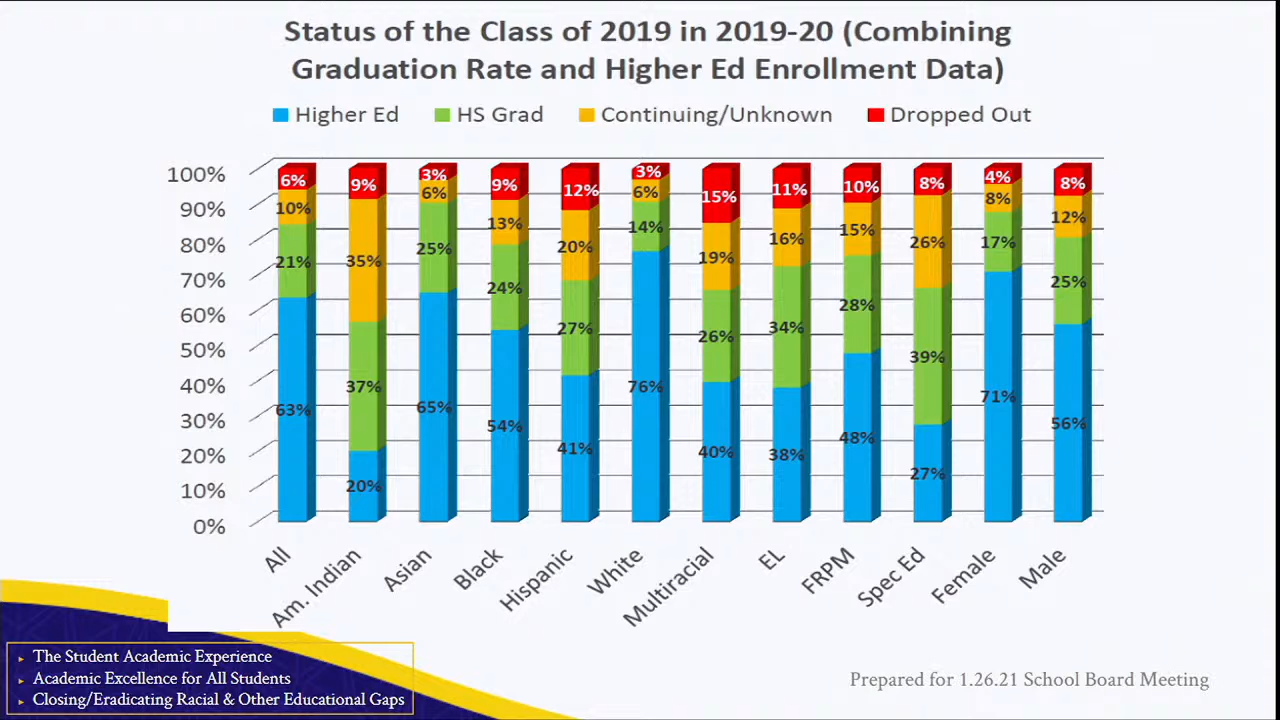 Status of the Class of 2019 in 2019-20 (Combining
Graduation Rate and Higher Ed Enrollment Data)
Higher Ed HS Grad Continuing/Unknown Dropped Out
100%
90%
80%
70%
60%
50%
40%
30%
20%
10%
0%
6% 9% 3% 9% 12% 3% 15% 11% 10% 8% 4% 8%
10% 35% 6% 13% 20% 6% 19% 16% 15% 26% 8% 12%
21% 37% 25% 24% 27% 14% 26% 34% 28% 39% 17% 25%
63% 20% 65% 54% 41% 76% 40% 38% 48% 27% 71% 56%
All Am. Indian Asian Black Hispanic White Multiracial EL FRPM Spec Ed Female Male
The Student Academic Experience
Academic Excellence for All Students
Closing/Eradicating Racial & Other Educational Gaps
Prepared for 1.26.21 School Board Meeting